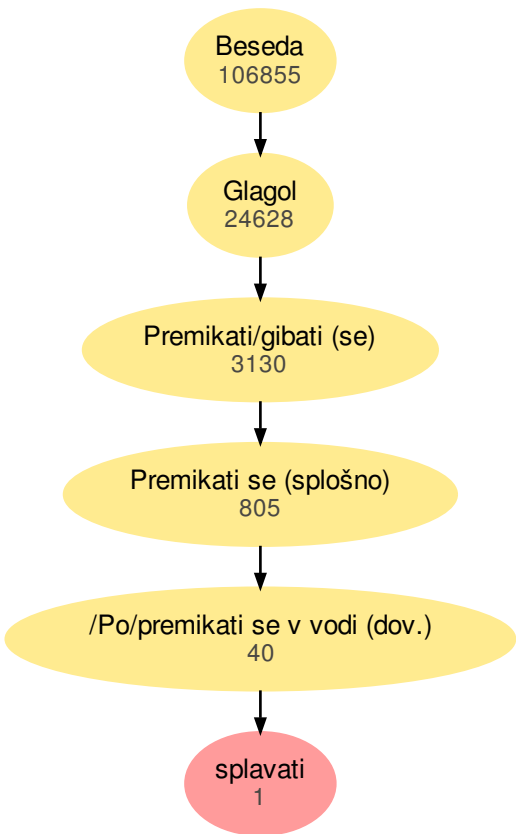 Beseda
106855
Glagol
24628
Premikati/gibati (se)
3130
Premikati se (splošno)
805
/Po/premikati se v vodi (dov.)
40
splavati
1